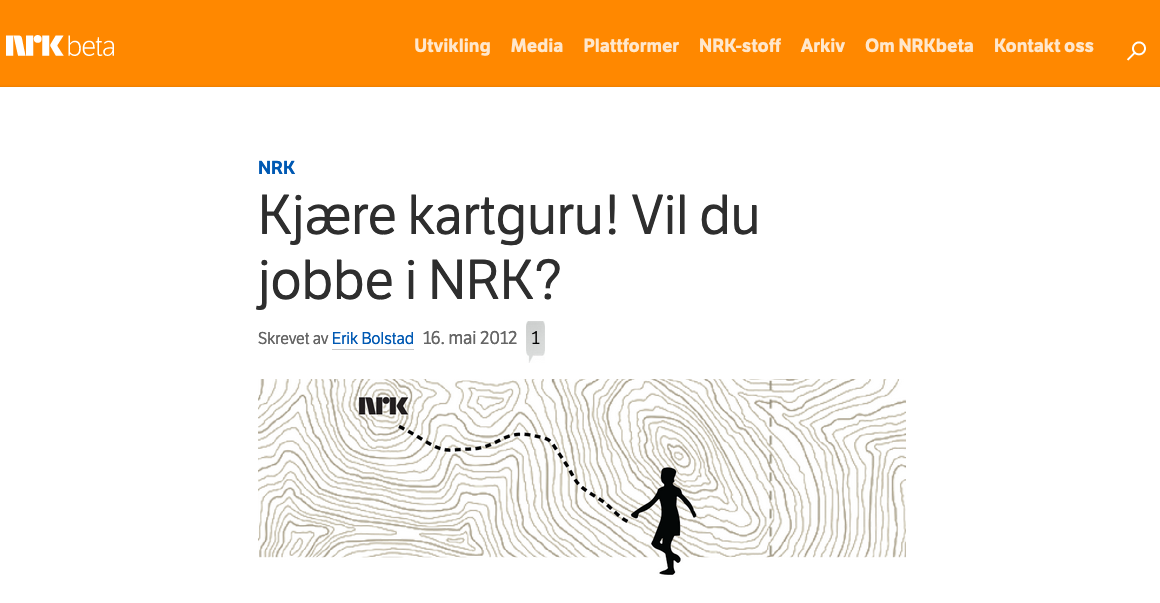 NRK beta
Utvikling Media Plattformer NRK-stoff Arkiv Om NRKbeta Kontakt oss
NRK
Kjære kartguru! Vil du
jobbe i NRK?
Skrevet av Erik Bolstad 16. mai 2012 1
NRK